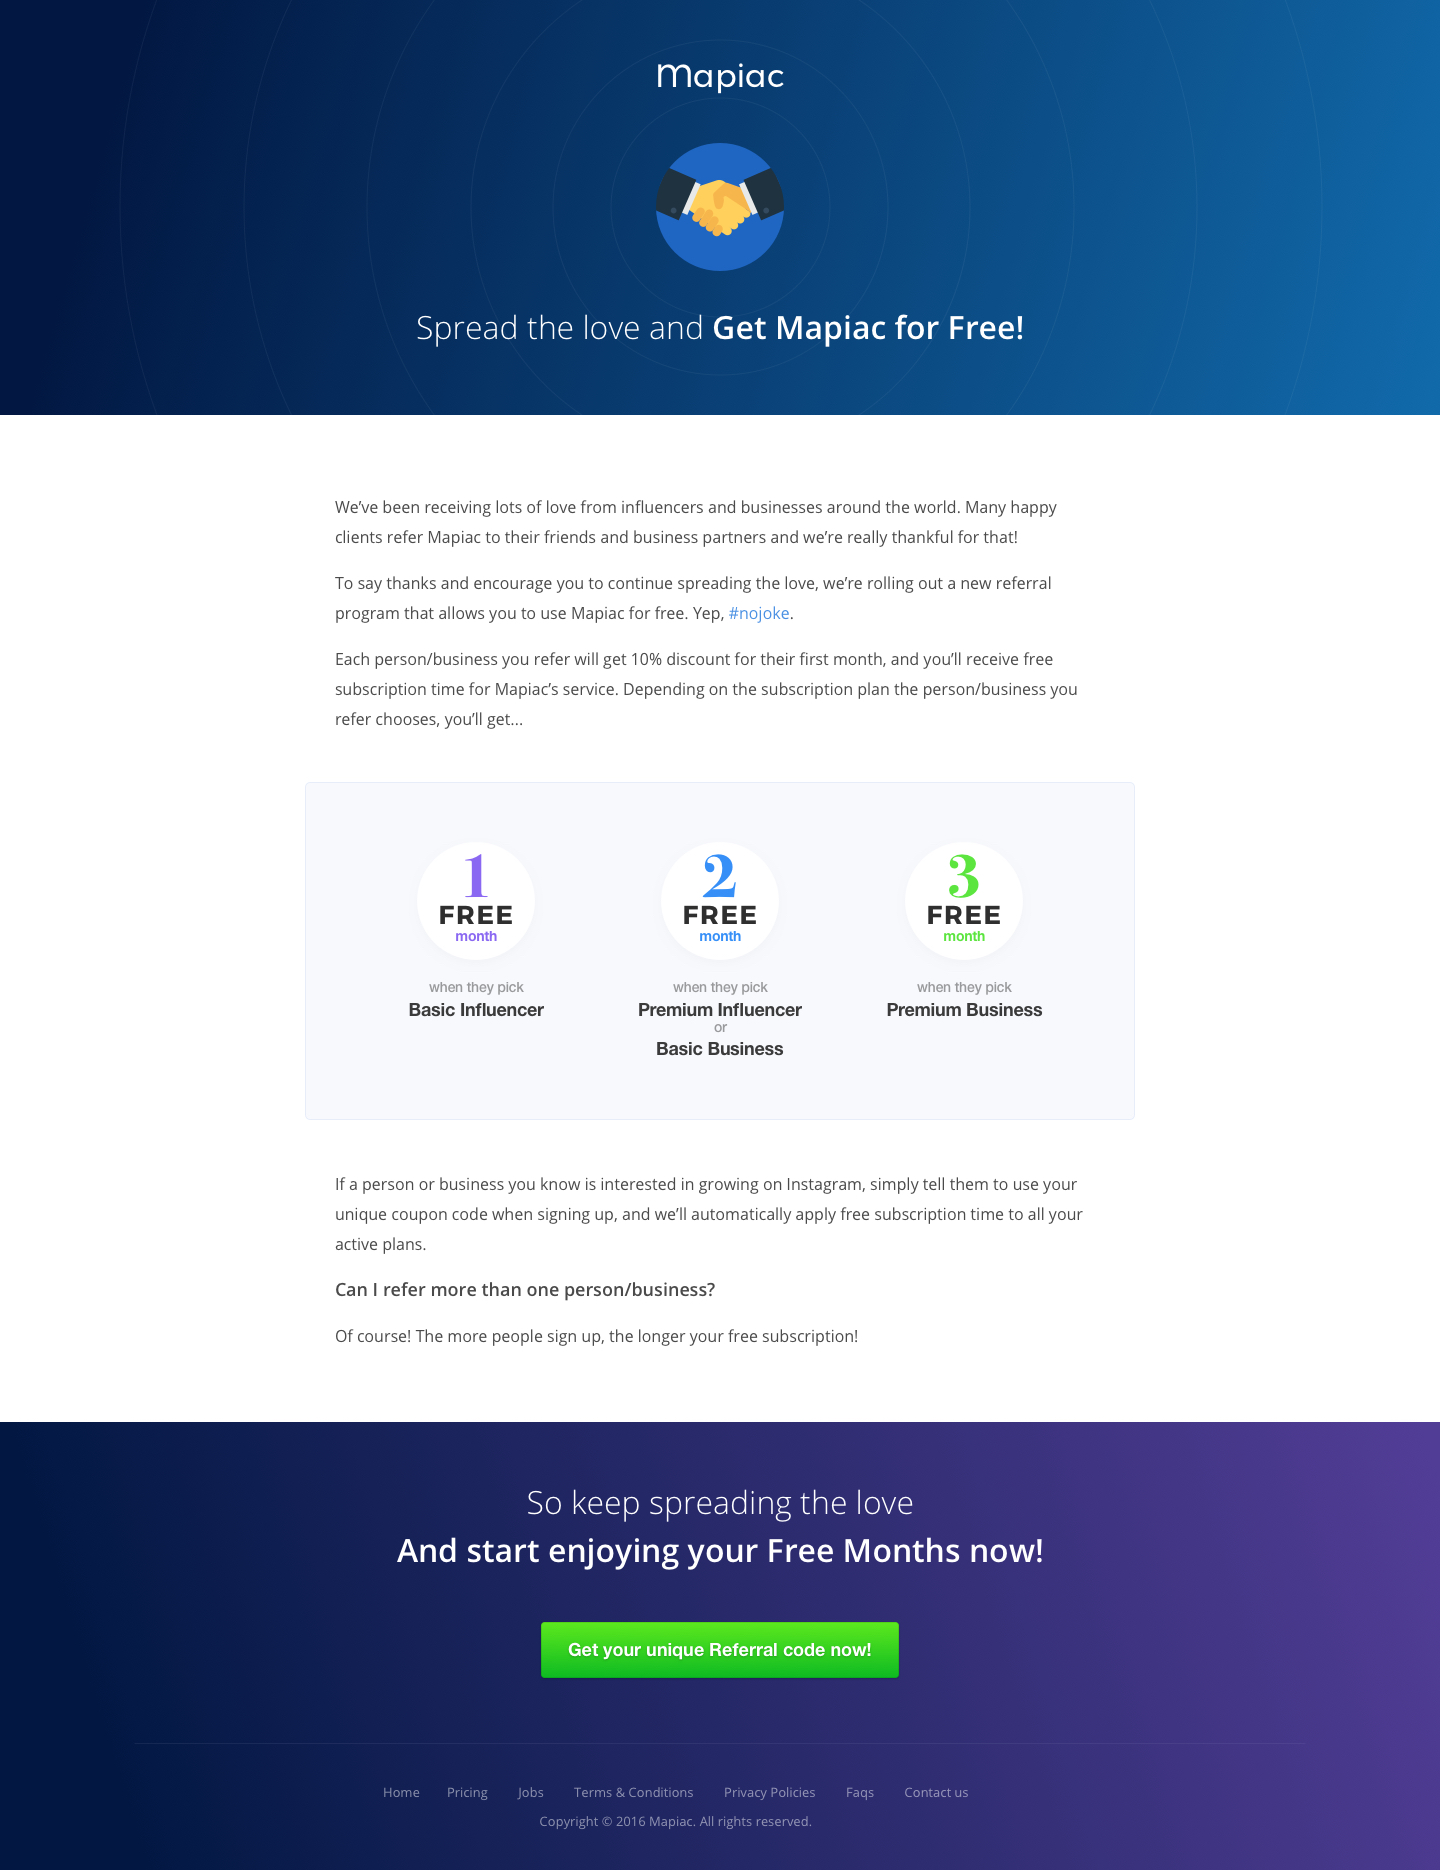 mapiac
Spread the love and Get Mapiac for Free!
We’ve been receiving lots of love from influencers and businesses around the world. Many happy
clients refer Mapiac to their friends and business partners and we’re really thankful for that!
To say thanks and encourage you to continue spreading the love, we’re rolling out a new referral
program that allows you to use Mapiac for free. Yep, #nojoke.
Each person/business you refer will get 10% discount for their first month, and you’ll receive free
subscription time for Mapiac’s service. Depending on the subscription plan the person/business you
refer chooses, you’ll get...
1
FREE
month
when they pick
Basic Influencer
2
FREE
month
when they pick
Premium Influencer
or
Basic Business
3
FREE
month
when they pick
Premium Business
If a person or business you know is interested in growing on Instagram, simply tell them to use your
unique coupon code when signing up, and we’ll automatically apply free subscription time to all your
active plans.
Can I refer more than one person/business?
Of course! The more people sign up, the longer your free subscription!
So keep spreading the love
And start enjoying your Free Months now!
Get your unique Referral code now!
Home Pricing Jobs Terms & Conditions Privacy Policies Faqs Contact us
Copyright © 2016 Mapiac. All rights reserved.